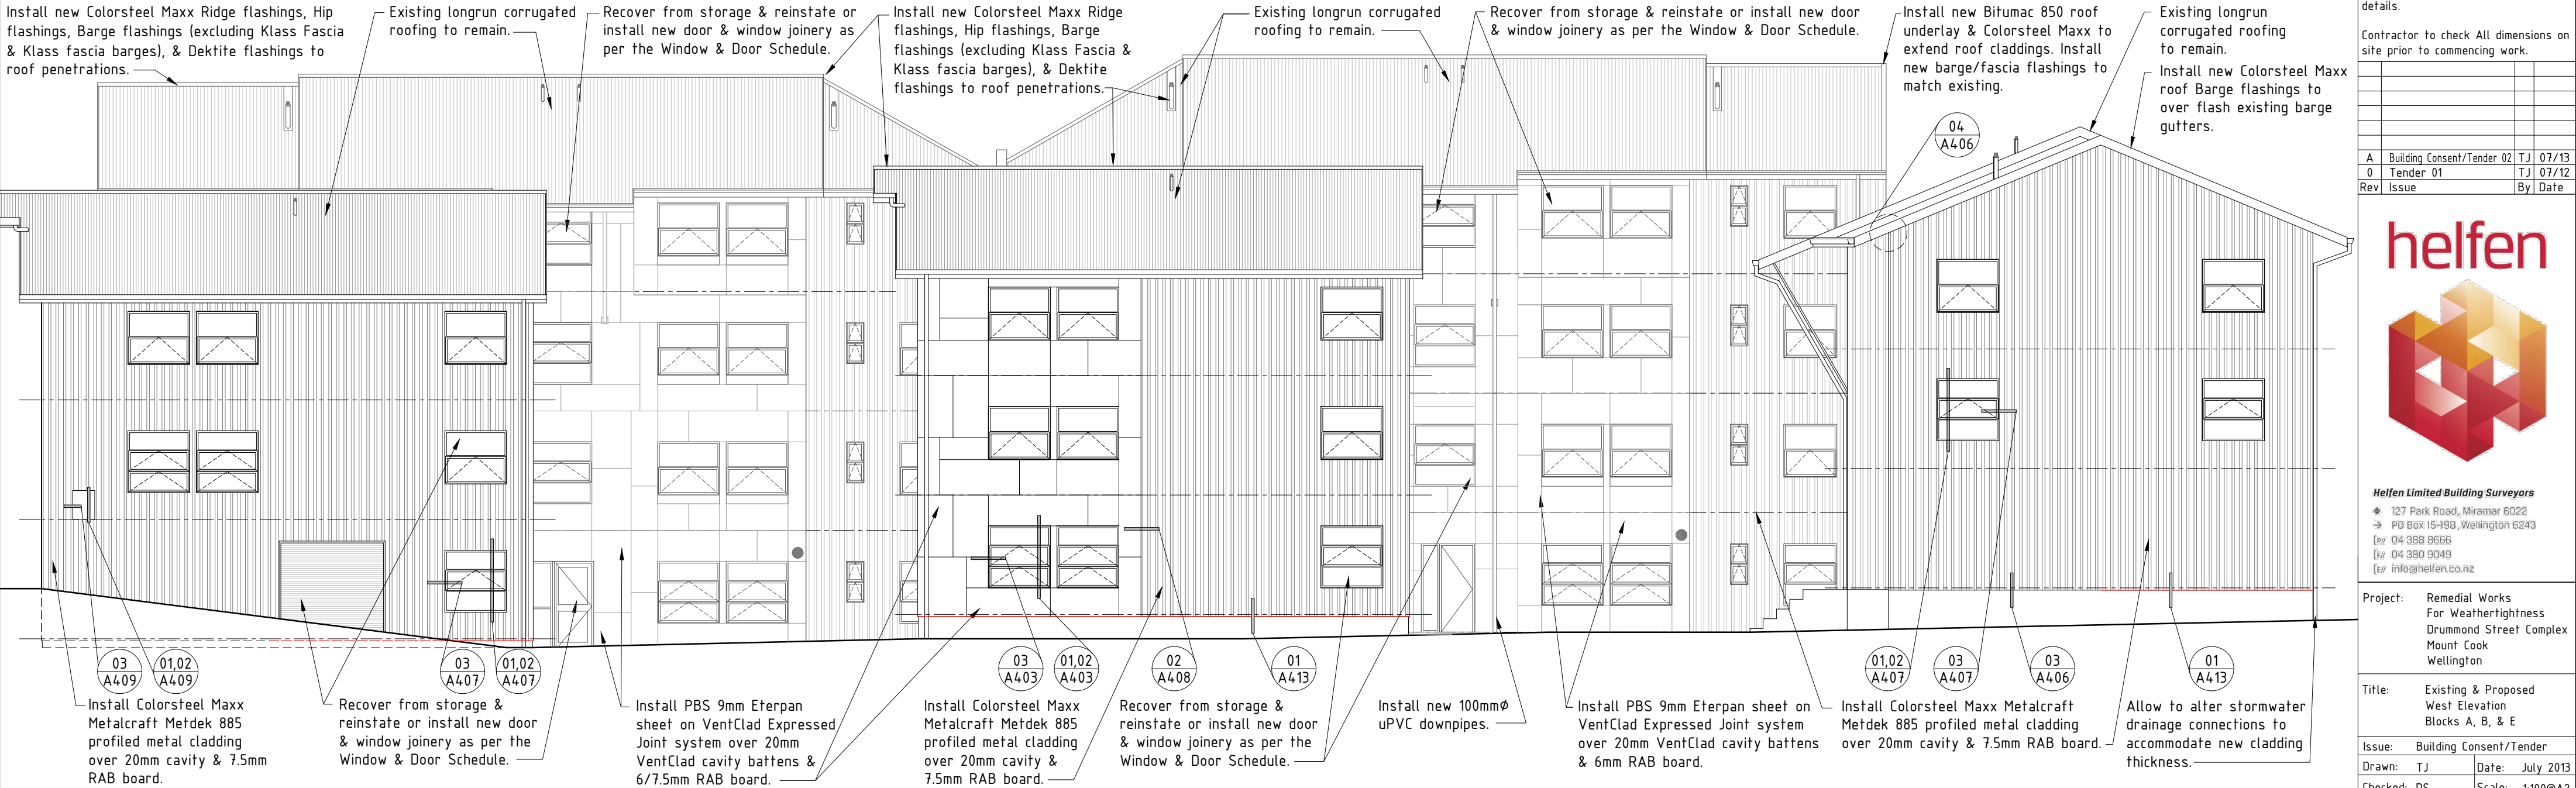 Install new Colorsteel Maxx Ridge flashings, Hip
flashings, Barge flashings (excluding Klass Fascia
& Klass fascia barges), & Dektite flashings to
roof penetrations.
Existing longrun corrugated
roofing to remain.
Recover from storage & reinstate or
install new door & window joinery as
per the Window & Door Schedule.
Install new Colorsteel Maxx Ridge
flashings, Hip flashings, Barge
flashings (excluding Klass Fascia &
Klass fascia barges), & Dektite
flashings to roof penetrations.
Existing longrun corrugated
roofing to remain.
Recover from storage & reinstate or install new door
& window joinery as per the Window & Door Schedule.
Install new Bitumac 850 roof
underlay & Colorsteel Maxx to
extend roof claddings. Install
new barge/fascia flashings to
match existing.
Existing longrun
corrugated roofing
to remain.
Install new Colorsteel Maxx
roof Barge flashings to
over flash existing barge
gutters.
04
A406
03
A409
01,02
A409
03
A407
01,02
A407
03
A403
01,02
A403
02
A408
01
A413
01,02
A407
03
A407
03
A406
01
A413
Install Colorsteel Maxx
Metalcraft Metdek 885
profiled metal cladding
over 20mm cavity & 7.5mm
RAB board.
Recover from storage &
reinstate or install new door
& window joinery as per the
Window & Door Schedule.
Install PBS 9mm Eterpan
sheet on VentClad Expressed
Joint system over 20mm
VentClad cavity battens &
6/7.5mm RAB board.
Install Colorsteel Maxx
Metalcraft Metdek 885
profiled metal cladding
over 20mm cavity &
7.5mm RAB board.
Recover from storage &
reinstate or install new door
& window joinery as per the
Window & Door Schedule.
Install new 100mmø
uPVC downpipes.
Install PBS 9mm Eterpan sheet on
VentClad Expressed Joint system
over 20mm VentClad cavity battens
& 6mm RAB board.
Install Colorsteel Maxx Metalcraft
Metdek 885 profiled metal cladding
over 20mm cavity & 7.5mm RAB board.
Allow to alter stormwater
drainage connections to
accommodate new cladding
thickness.
details.
Contractor to check All dimensions on
site prior to commencing work.
A Building Consent/Tender 02 TJ 07/13
0 Tender 01 TJ 07/12
Rev Issue By Date
helfen
Helfen Limited Building Surveyors
127 Park Road, Miramar 6022
PO Box 15-198, Wellington 6243
[P// 04 388 8666
[F// 04 380 9049
[E// info@helfen.co.nz
Project: Remedial Works
For Weathertightness
Drummond Street Complex
Mount Cook
Wellington
Title: Existing & Proposed
West Elevation
Blocks A, B, & E
Issue: Building Consent/Tender
Drawn: TJ Date: July 2013